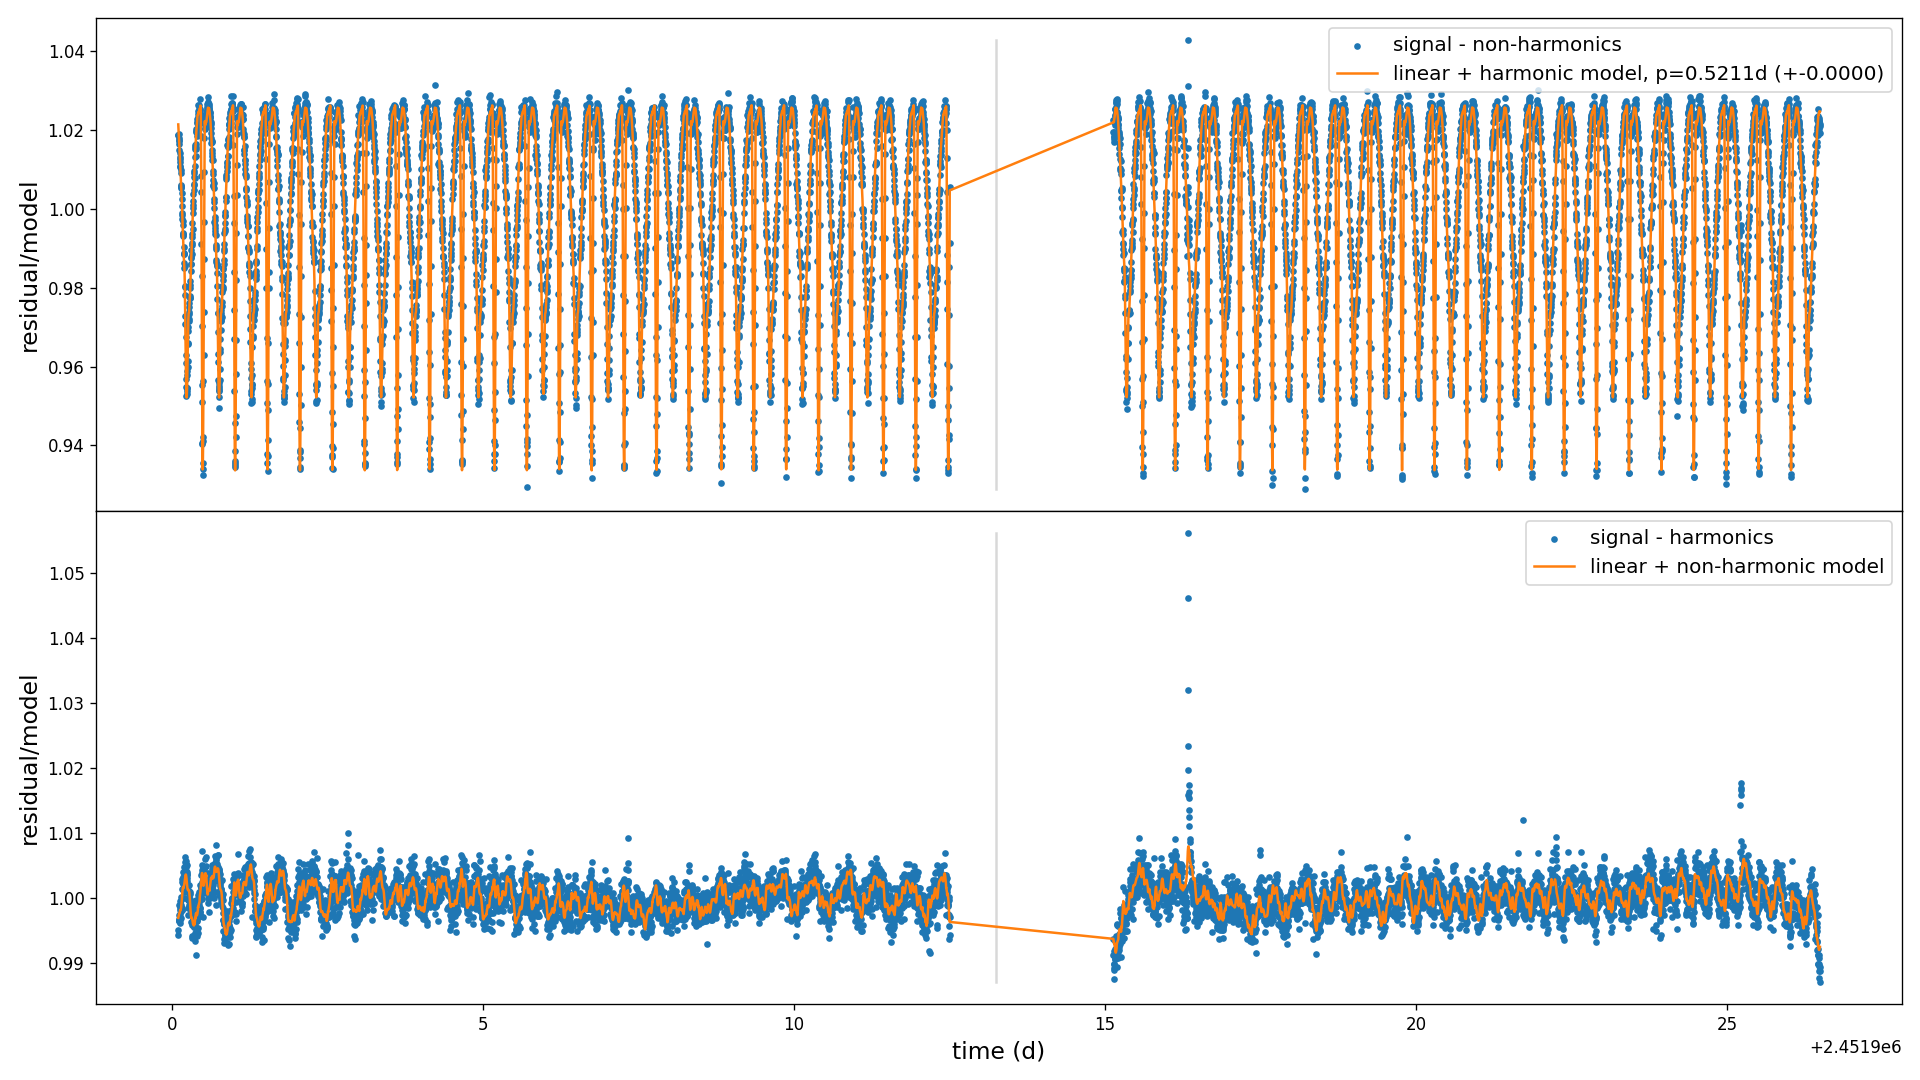 signal - non-harmonics
linear + harmonic model, p=0.5211d (+-0.0000)
residual/model
1.04
1.02
1.00
0.98
0.96
0.94
signal - harmonics
linear + non-harmonic model
residual/model
1.05
1.04
1.03
1.02
1.01
1.00
0.99
0
5
10
15
20
25
time (d)
+2.4519e6